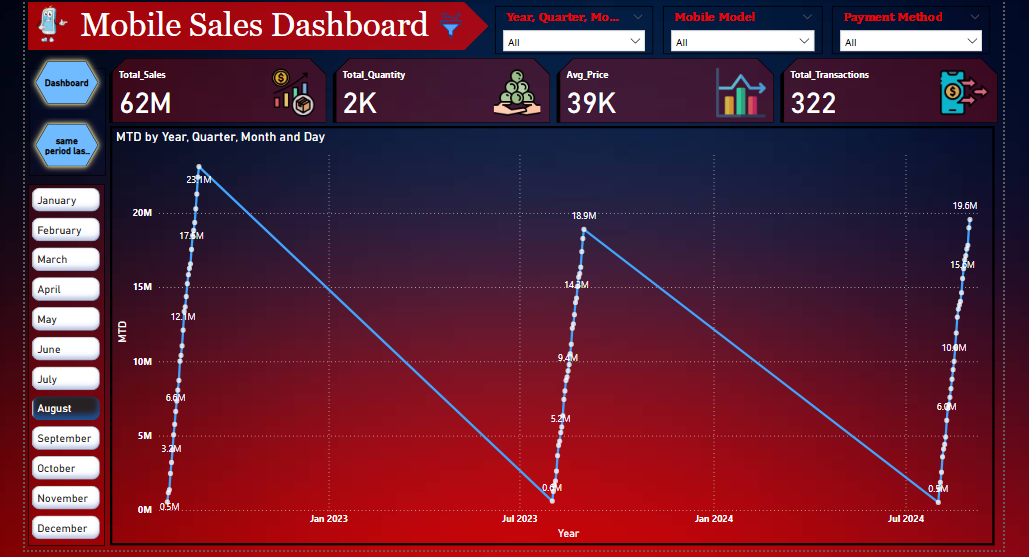 Mobile Sales Dashboard
Year, Quarter, Mo...
Mobile Model
Payment Method
All
All
All
Dashboard
same
period las..
Total_Sales
62M
Total_Quantity
2K
Avg_Price
39K
Total_Transactions
322
January
February
March
April
May
June
July
August
September
October
November
December
MTD by Year, Quarter, Month and Day
MTD
20M
15M
10M
5M
0M
23.1M
17.6M
12.1M
6.6M
3.2M
0.5M
18.9M
14.3M
9.4M
5.2M
0.6M
19.6M
15.5M
6.0M
0.5M
Jan 2023
Jul 2023
Jan 2024
Jul 2024
Year